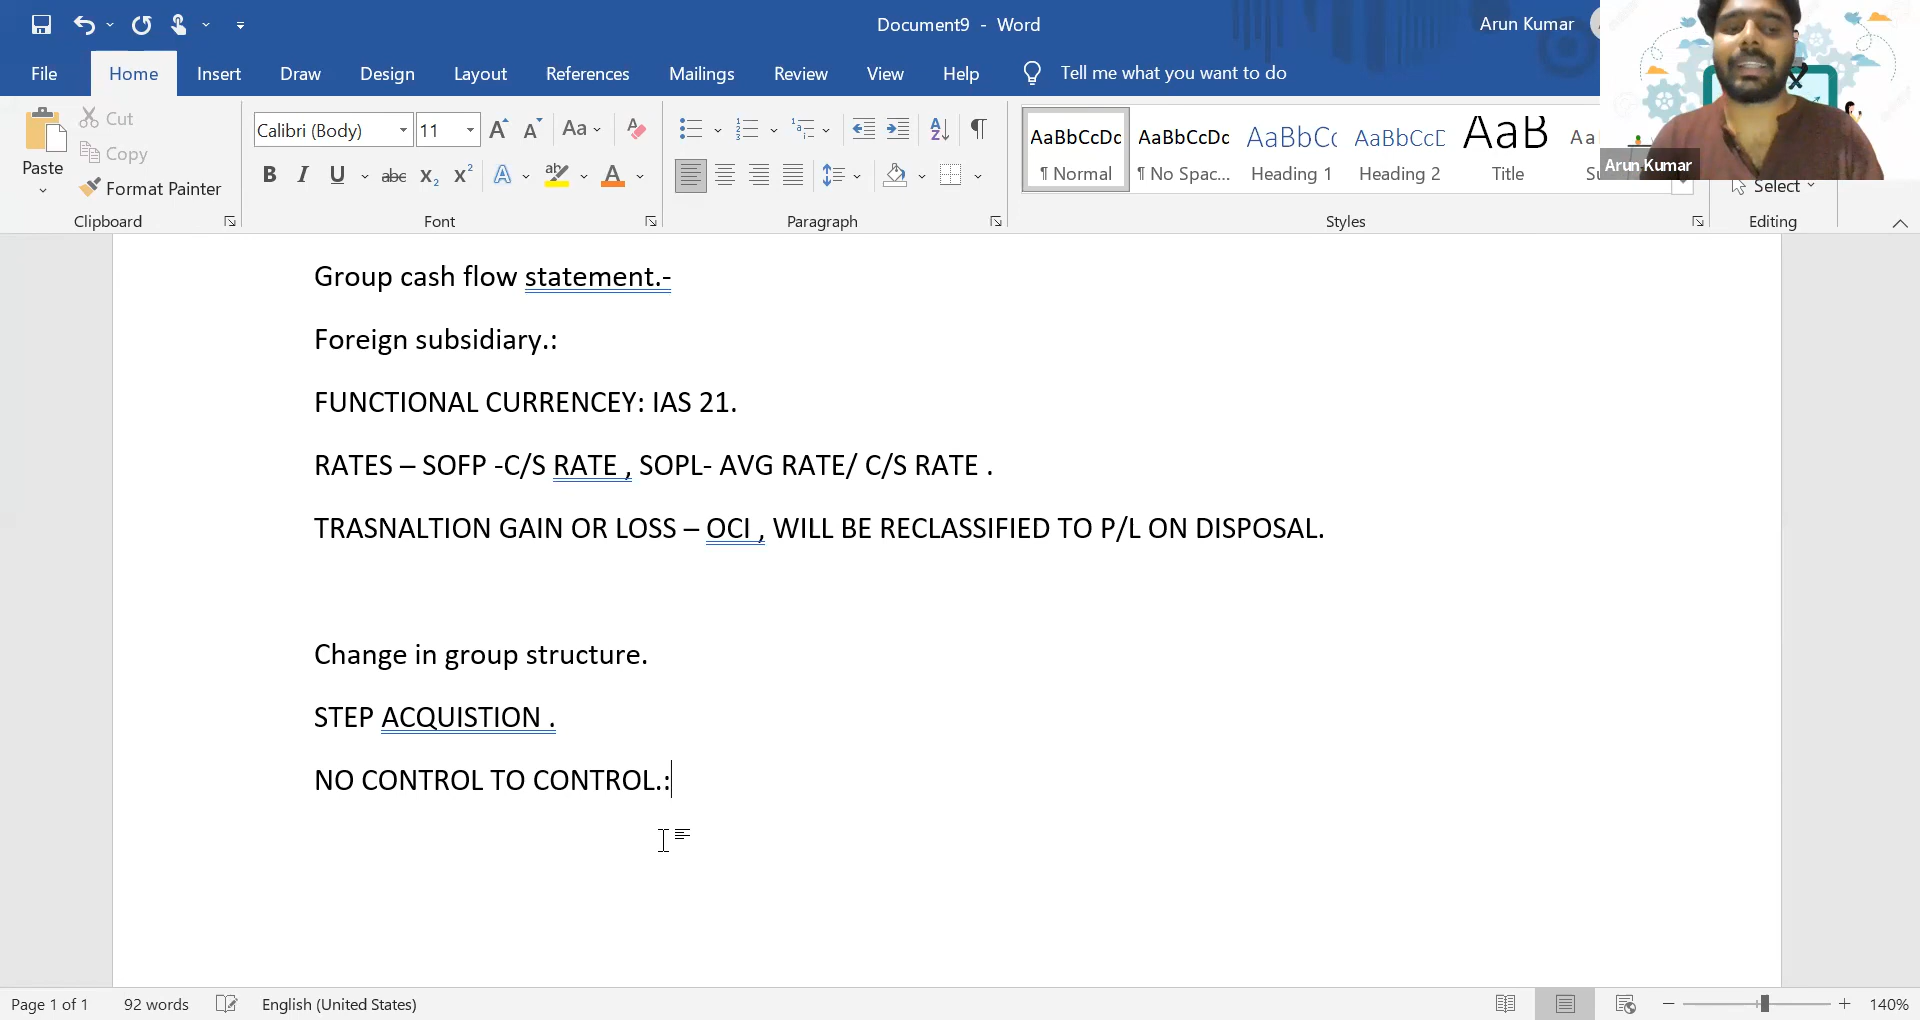 Document9 - Word
Arun Kumar
File Home Insert Draw Design Layout References Mailings Review View Help Tell me what you want to do
Cut
Copy
Paste
Format Painter
Clipboard
Calibri (Body) 11
Font
Paragraph
AaBbCcDc AaBbCcDc AaBbCc AaBbCcD AaB Aa
¶ Normal ¶ No Spac... Heading 1 Heading 2 Title
Styles
Arun Kumar
Select
Editing
Group cash flow statement.-
Foreign subsidiary.:
FUNCTIONAL CURRENCEY: IAS 21.
RATES – SOFP -C/S RATE , SOPL- AVG RATE/ C/S RATE .
TRASNALTION GAIN OR LOSS – OCI , WILL BE RECLASSIFIED TO P/L ON DISPOSAL.
Change in group structure.
STEP ACQUISTION .
NO CONTROL TO CONTROL.:
Page 1 of 1 92 words English (United States) 140%